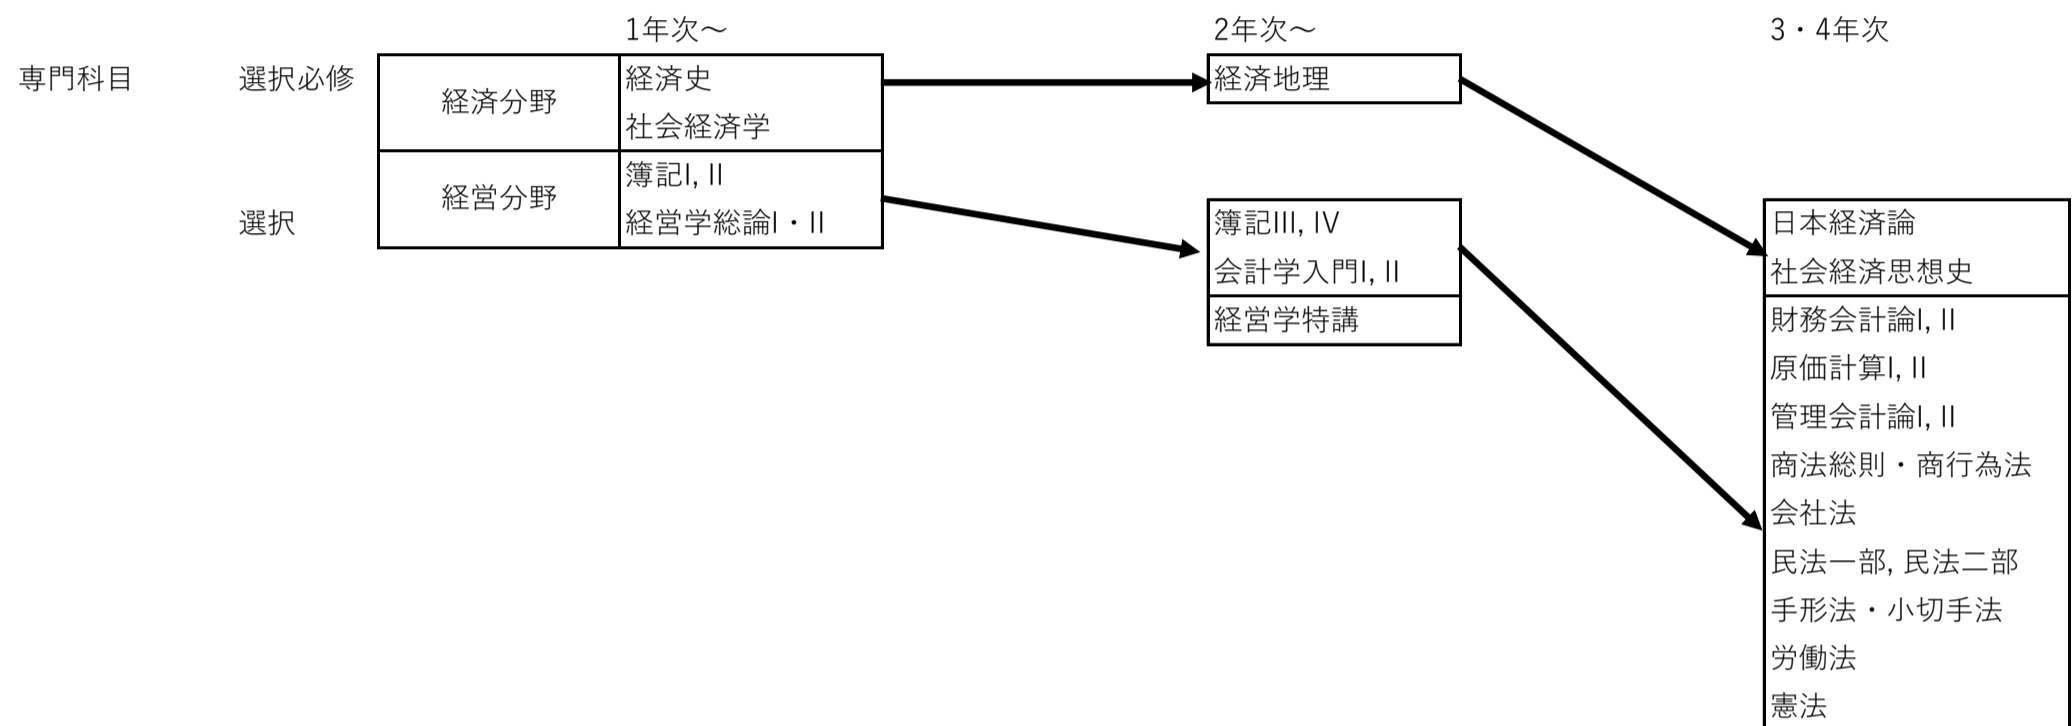 1年次～ 2年次～ 3・4年次
専門科目 選択必修 経済分野 経済史 経済地理
社会経済学
経営分野 簿記I, II
選択 経営学総論I・II 簿記III, IV 日本経済論
会計学入門I, II 社会経済思想史
経営学特講 財務会計論I, II
原価計算I, II
管理会計論I, II
商法総則・商行為法
会社法
民法一部, 民法二部
手形法・小切手法
労働法
憲法